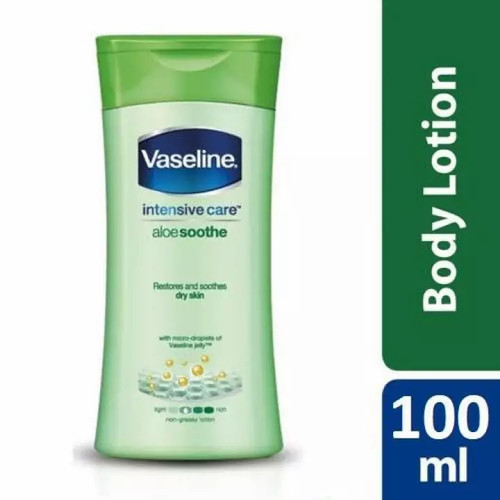 Vaseline.
intensive care™
aloe soothe
Restores and soothes
dry skin
with micro-droplets of
Vaseline jelly™
light rich
non-greasy lotion
Body Lotion
100
ml